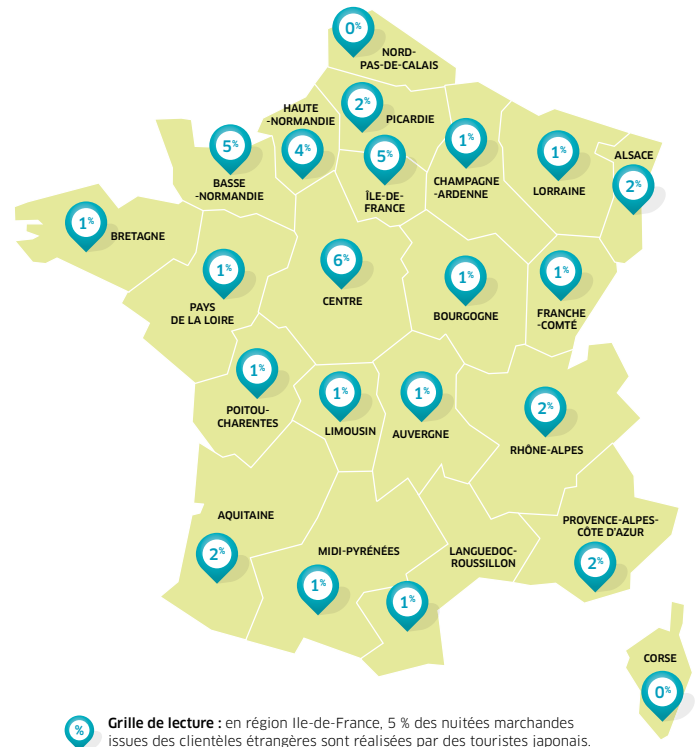 0%
NORD-
PAS-DE-CALAIS
HAUTE
-NORMANDIE
2%
PICARDIE
4%
5%
BASSE
-NORMANDIE
5%
ÎLE-DE-
FRANCE
1%
CHAMPAGNE
-ARDENNE
1%
LORRAINE
ALSACE
2%
1%
BRETAGNE
1%
PAYS
DE LA LOIRE
6%
CENTRE
1%
BOURGOGNE
1%
FRANCHE
-COMTÉ
1%
POITOU-
CHARENTES
1%
LIMOUSIN
1%
AUVERGNE
2%
RHÔNE-ALPES
AQUITAINE
2%
MIDI-PYRÉNÉES
1%
LANGUEDOC-
ROUSSILLON
1%
PROVENCE-ALPES-
CÔTE D'AZUR
2%
CORSE
0%
% Grille de lecture : en région Ile-de-France, 5 % des nuitées marchandes
issues des clientèles étrangères sont réalisées par des touristes japonais.